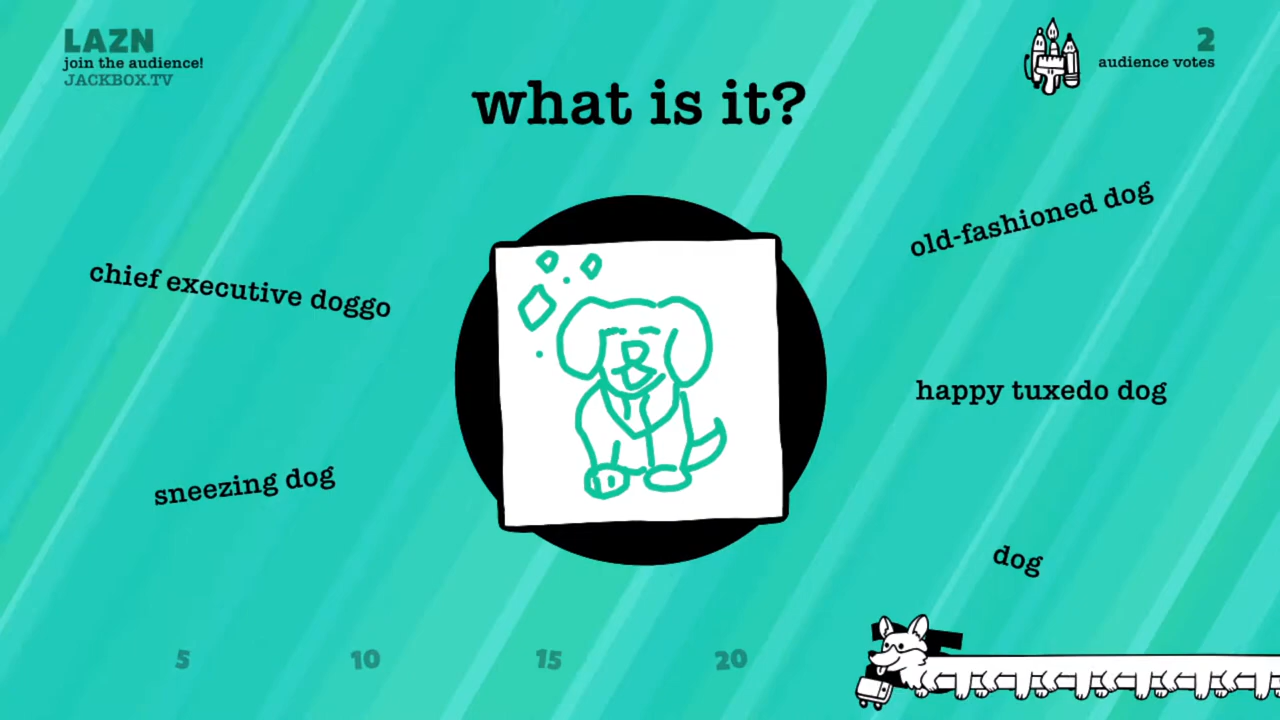 LAZN
join the audience!
JACKBOX.TV
2
audience votes
what is it?
old-fashioned dog
chief executive doggo
happy tuxedo dog
sneezing dog
dog
5 10 15 20